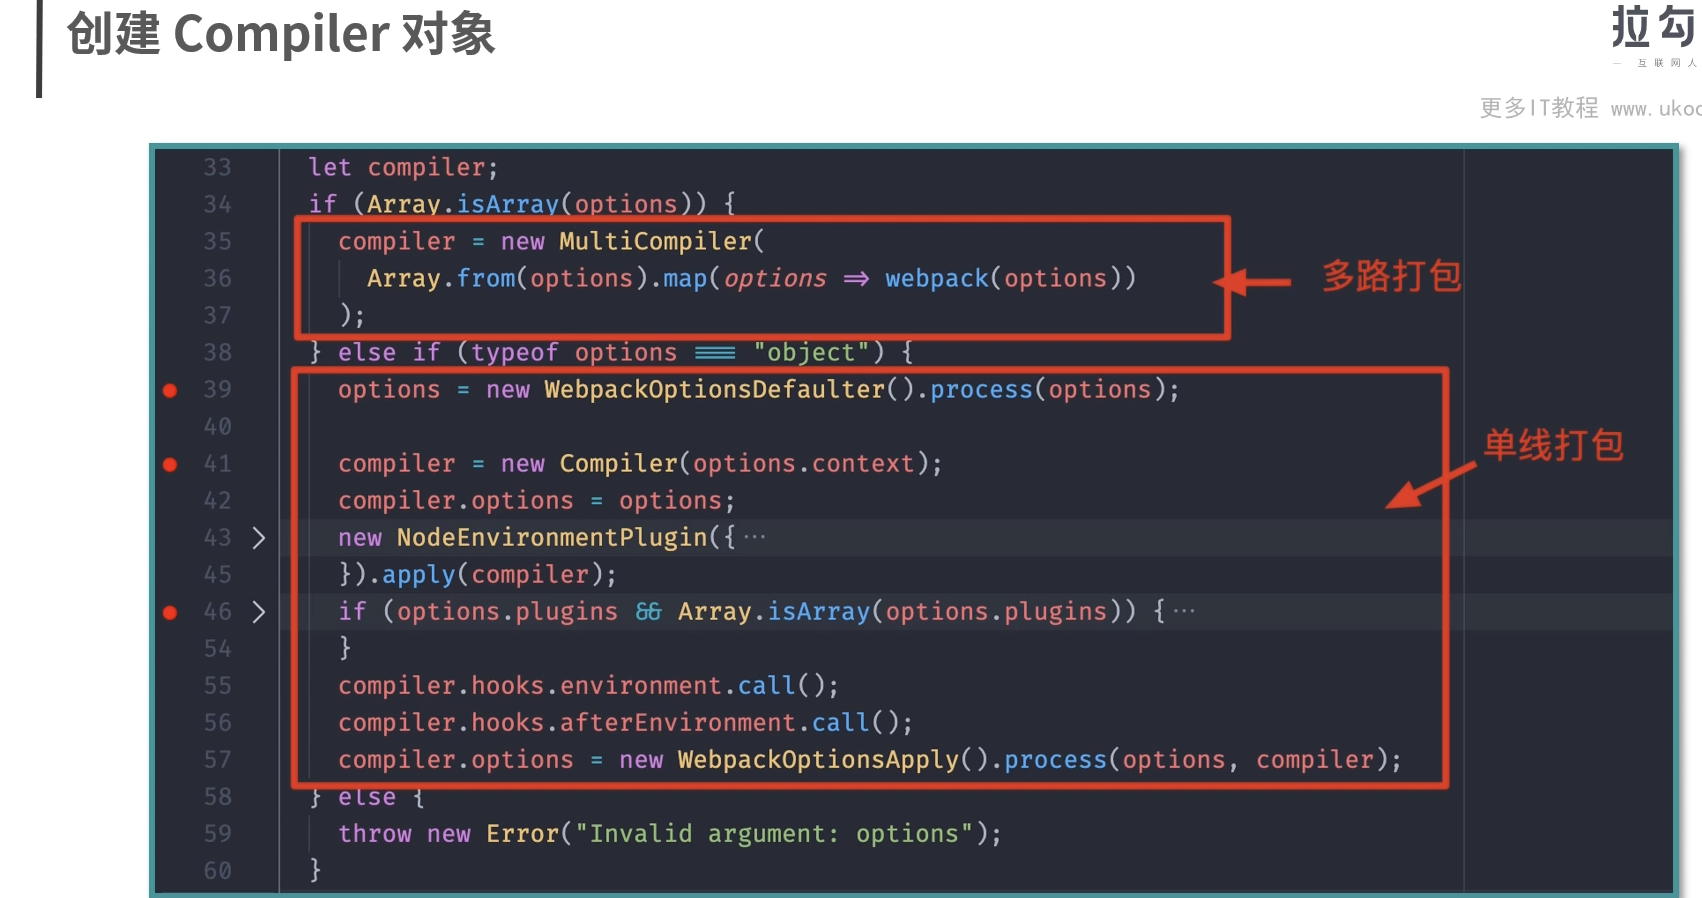 创建 Compiler 对象
拉勾
— 互联网人
更多IT教程 www.ukoo
33 let compiler;
34 if (Array.isArray(options)) {
35 compiler = new MultiCompiler(
36 Array.from(options).map(options => webpack(options))
多路打包
37 );
38 } else if (typeof options === "object") {
39 options = new WebpackOptionsDefaulter().process(options);
40
单线打包
41 compiler = new Compiler(options.context);
42 compiler.options = options;
43 new NodeEnvironmentPlugin({···
45 }).apply(compiler);
46 if (options.plugins && Array.isArray(options.plugins)) {···
54 }
55 compiler.hooks.environment.call();
56 compiler.hooks.afterEnvironment.call();
57 compiler.options = new WebpackOptionsApply().process(options, compiler);
58 } else {
59 throw new Error("Invalid argument: options");
60 }